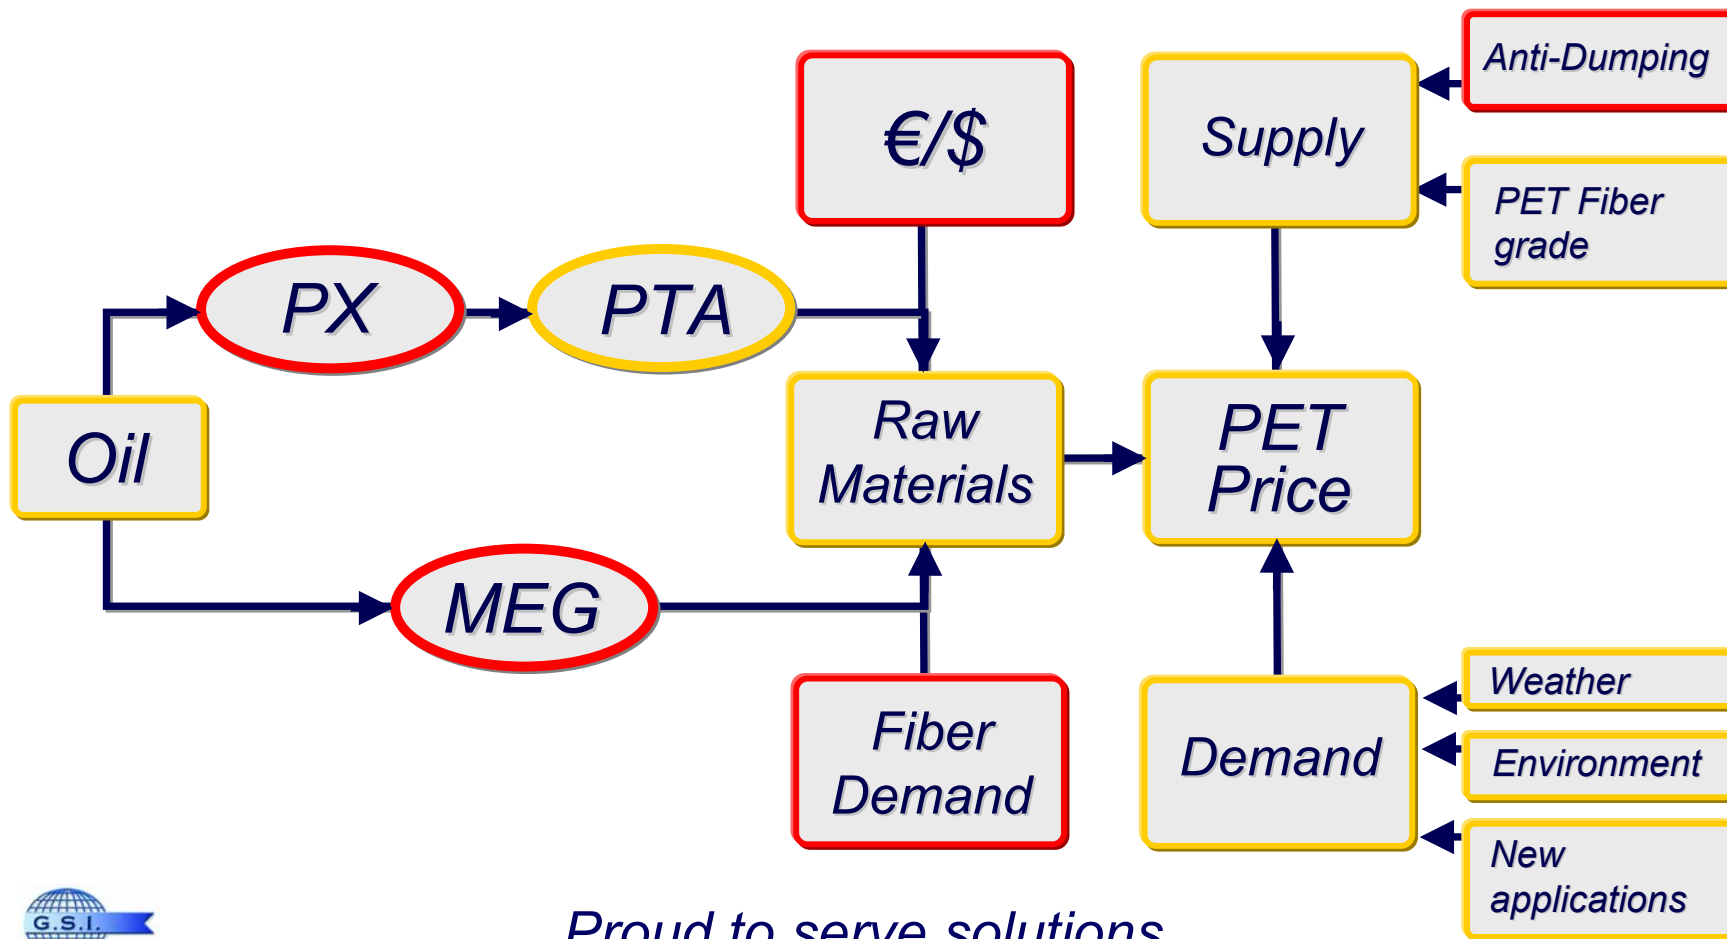 Anti-Dumping
€/$
Supply
PET Fiber
grade
PX
PTA
Oil
Raw
Materials
PET
Price
MEG
Fiber
Demand
Demand
Weather
Environment
New
applications
G.S.I.
Proud to serve solutions